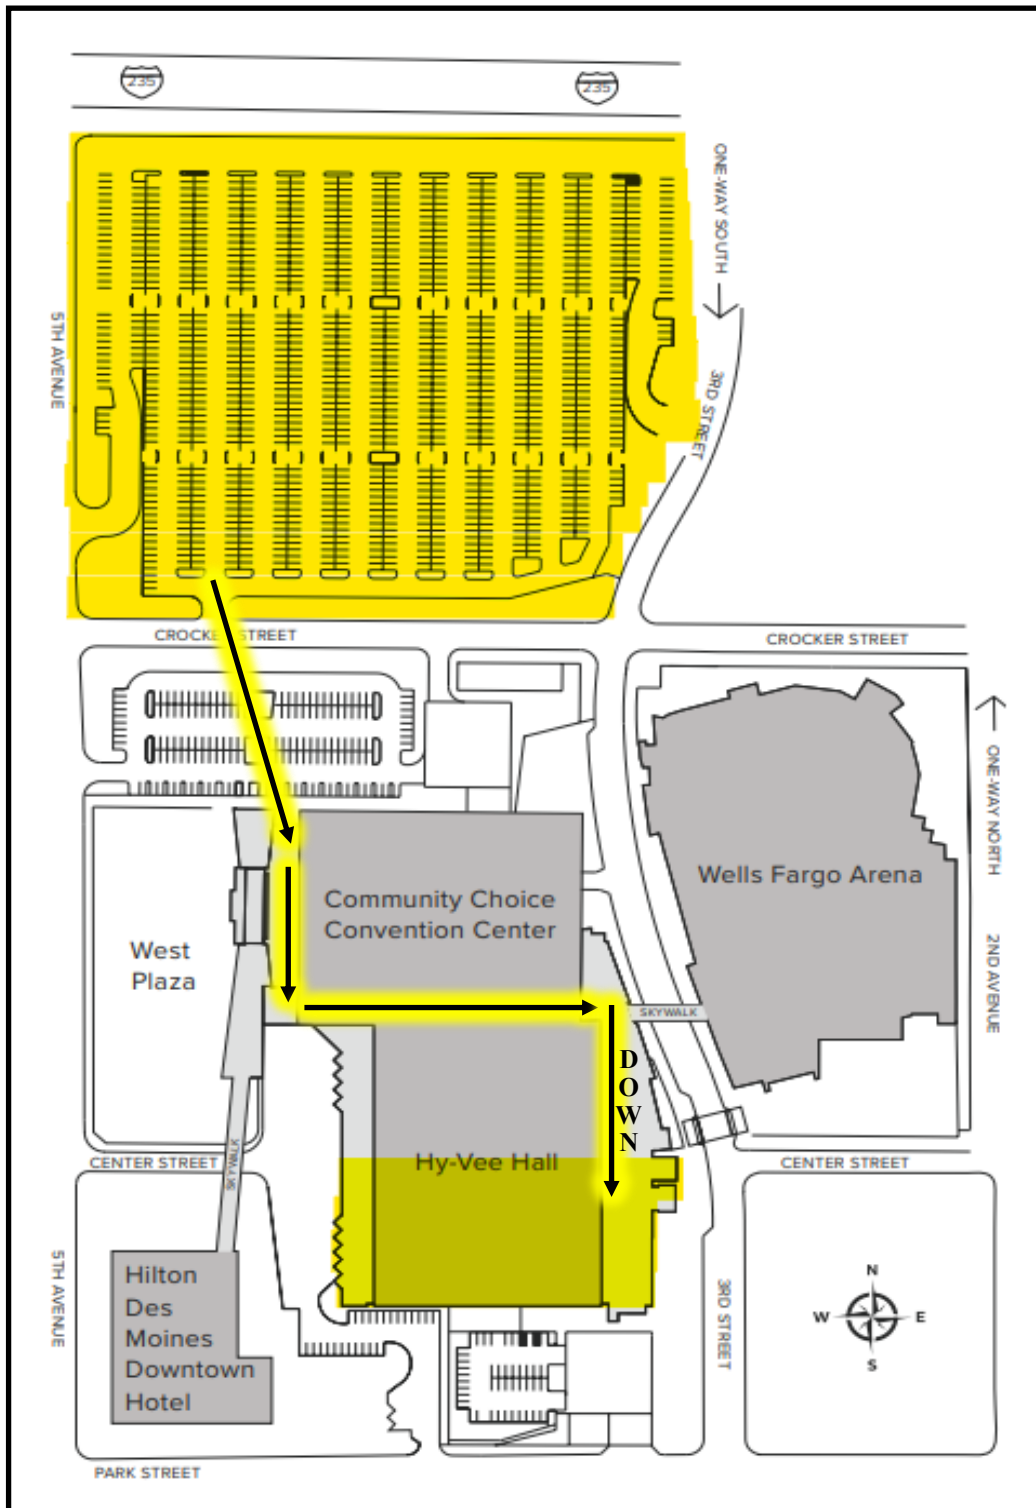 235
235
ONE-WAY SOUTH
5TH AVENUE
3RD STREET
CROCKER STREET
CROCKER STREET
ONE-WAY NORTH
2ND AVENUE
Wells Fargo Arena
Community Choice
Convention Center
West
Plaza
SKYWALK
DOWN
Hy-Vee Hall
CENTER STREET
SKYWALK
CENTER STREET
5TH AVENUE
Hilton
Des
Moines
Downtown
Hotel
3RD STREET
N
W
E
S
PARK STREET